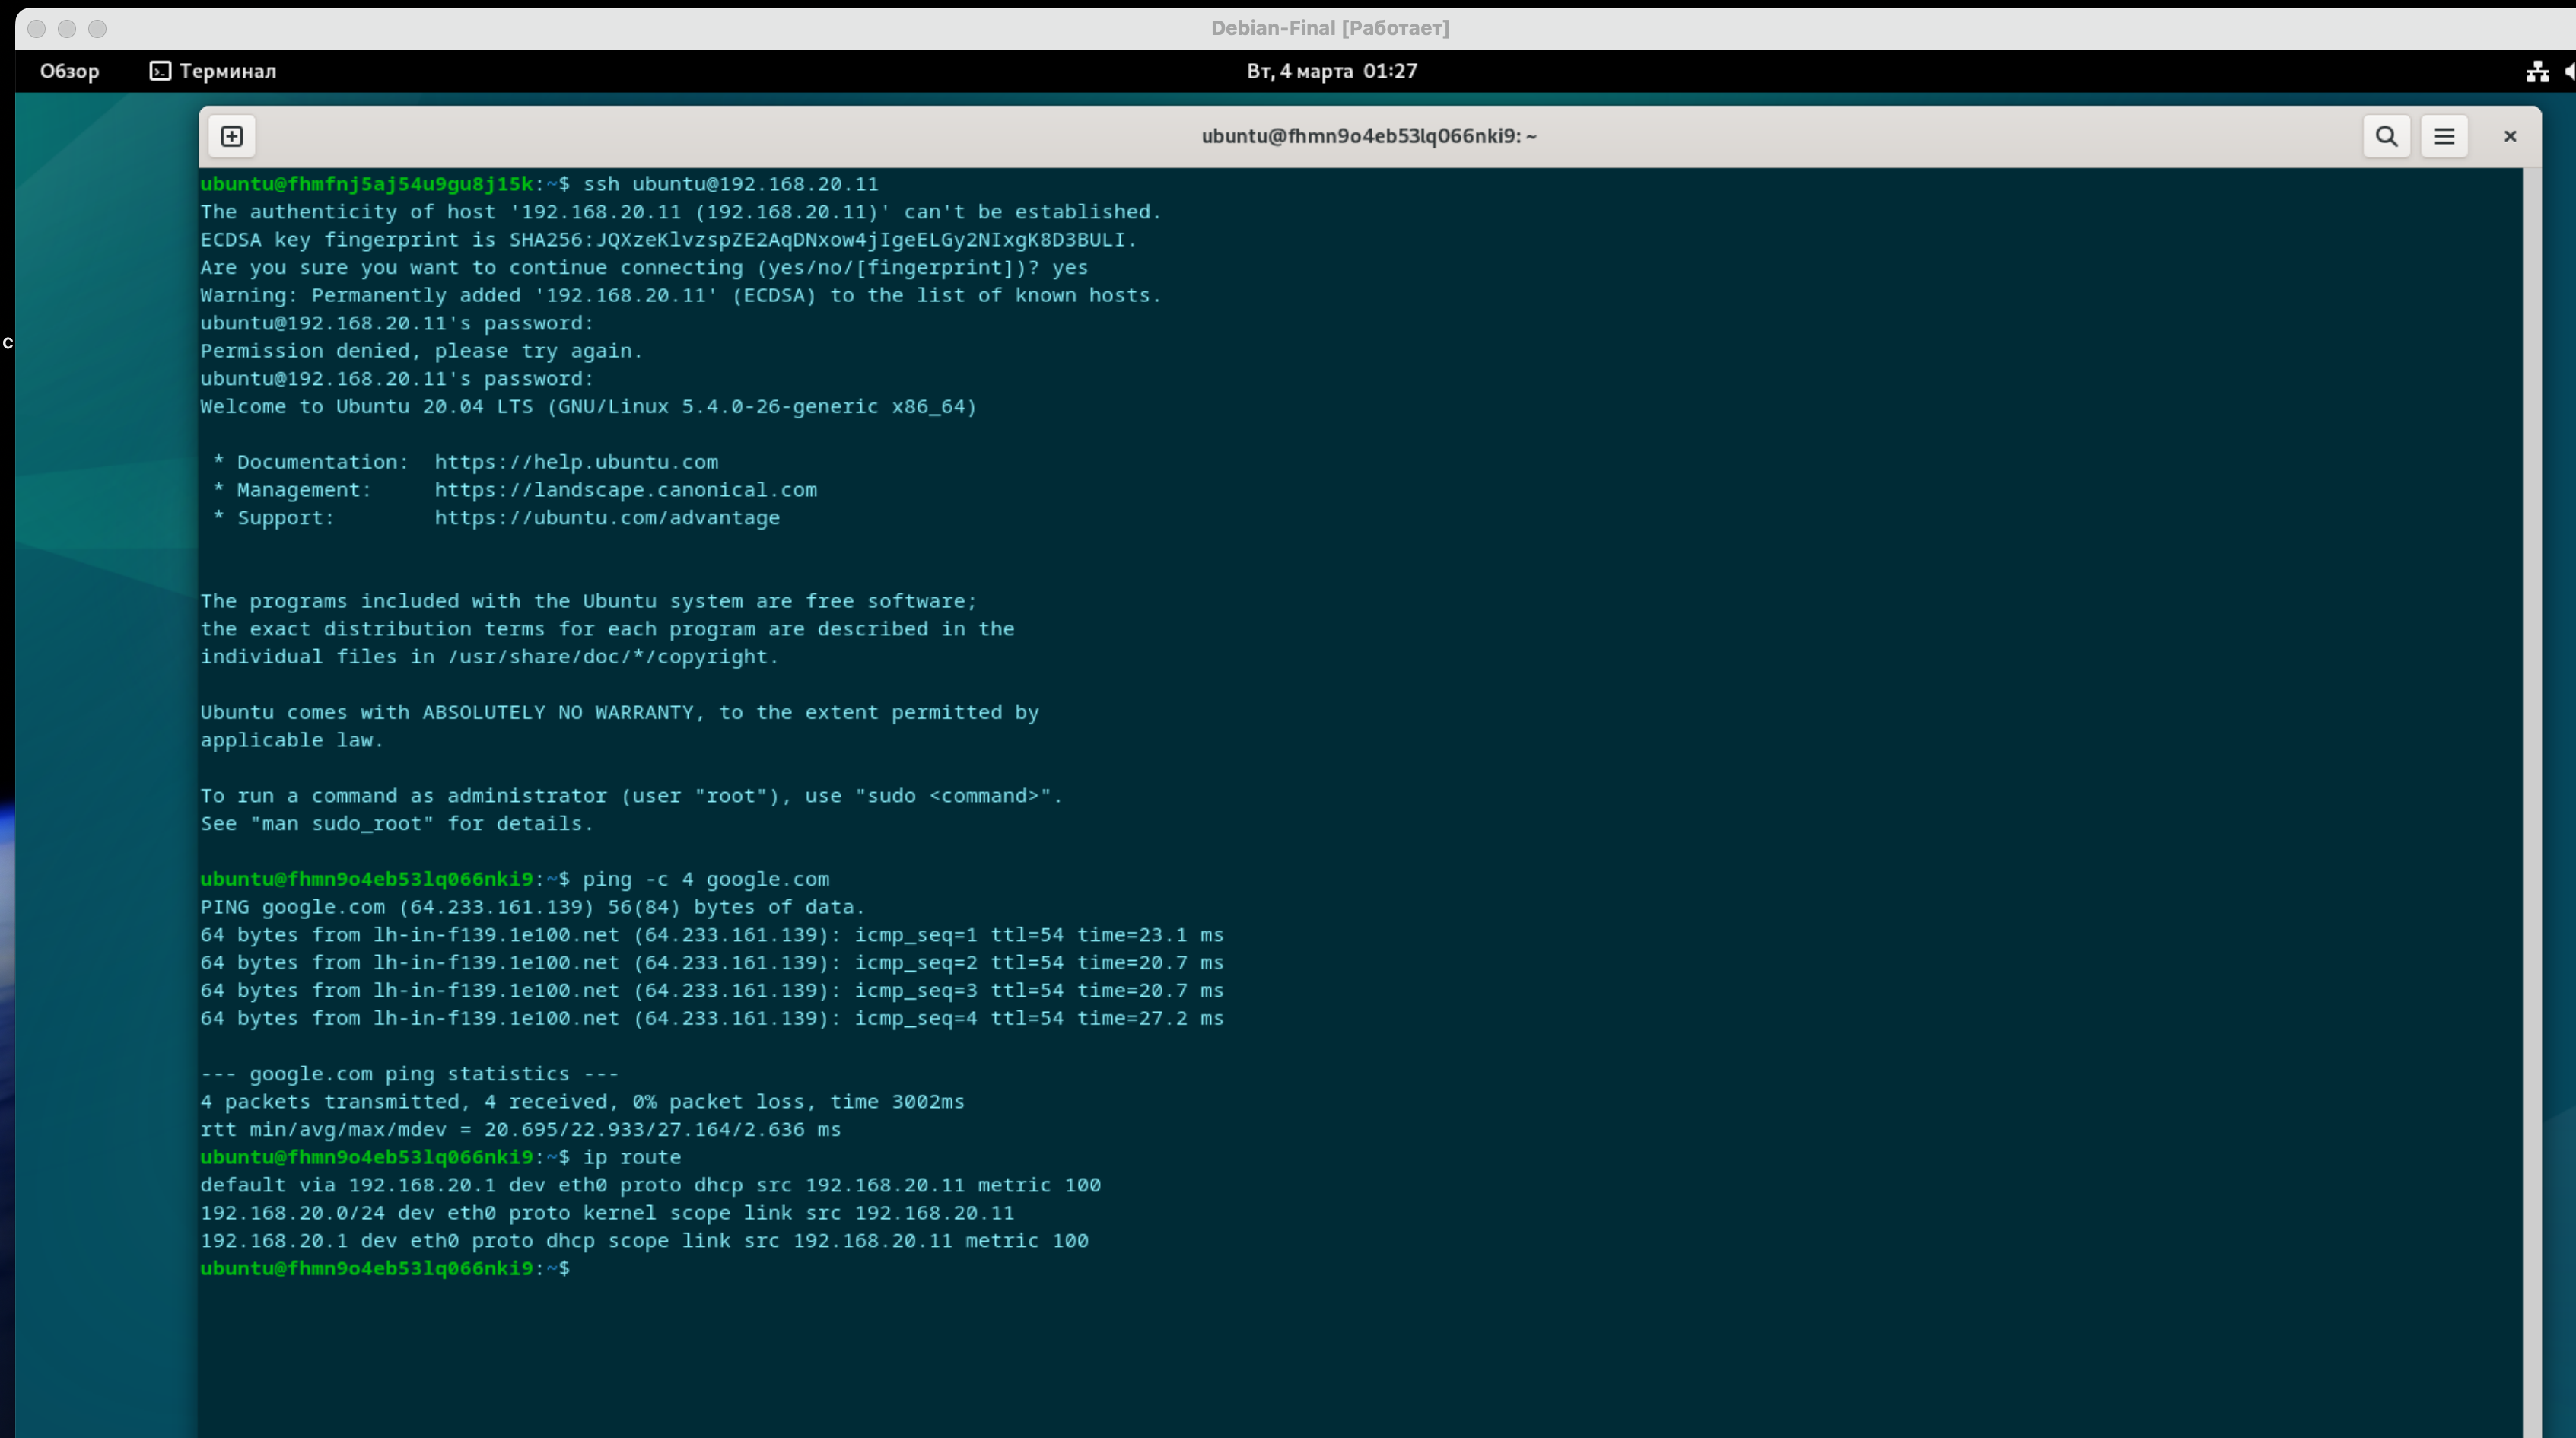 Debian-Final [Работает]
Обзор Терминал Вт, 4 марта 01:27
ubuntu@fhmn9o4eb53lq066nki9: ~
ubuntu@fhmfnj5aj54u9gu8j15k:~$ ssh ubuntu@192.168.20.11
The authenticity of host '192.168.20.11 (192.168.20.11)' can't be established.
ECDSA key fingerprint is SHA256:JQXzeKlvzspZE2AqDNxow4jIgeELGy2NIxgK8D3BULI.
Are you sure you want to continue connecting (yes/no/[fingerprint])? yes
Warning: Permanently added '192.168.20.11' (ECDSA) to the list of known hosts.
ubuntu@192.168.20.11's password:
Permission denied, please try again.
c
ubuntu@192.168.20.11's password:
Welcome to Ubuntu 20.04 LTS (GNU/Linux 5.4.0-26-generic x86_64)
* Documentation:  https://help.ubuntu.com
* Management:     https://landscape.canonical.com
* Support:        https://ubuntu.com/advantage
The programs included with the Ubuntu system are free software;
the exact distribution terms for each program are described in the
individual files in /usr/share/doc/*/copyright.
Ubuntu comes with ABSOLUTELY NO WARRANTY, to the extent permitted by
applicable law.
To run a command as administrator (user "root"), use "sudo <command>".
See "man sudo_root" for details.
ubuntu@fhmn9o4eb53lq066nki9:~$ ping -c 4 google.com
PING google.com (64.233.161.139) 56(84) bytes of data.
64 bytes from lh-in-f139.1e100.net (64.233.161.139): icmp_seq=1 ttl=54 time=23.1 ms
64 bytes from lh-in-f139.1e100.net (64.233.161.139): icmp_seq=2 ttl=54 time=20.7 ms
64 bytes from lh-in-f139.1e100.net (64.233.161.139): icmp_seq=3 ttl=54 time=20.7 ms
64 bytes from lh-in-f139.1e100.net (64.233.161.139): icmp_seq=4 ttl=54 time=27.2 ms
--- google.com ping statistics ---
4 packets transmitted, 4 received, 0% packet loss, time 3002ms
rtt min/avg/max/mdev = 20.695/22.933/27.164/2.636 ms
ubuntu@fhmn9o4eb53lq066nki9:~$ ip route
default via 192.168.20.1 dev eth0 proto dhcp src 192.168.20.11 metric 100
192.168.20.0/24 dev eth0 proto kernel scope link src 192.168.20.11
192.168.20.1 dev eth0 proto dhcp scope link src 192.168.20.11 metric 100
ubuntu@fhmn9o4eb53lq066nki9:~$